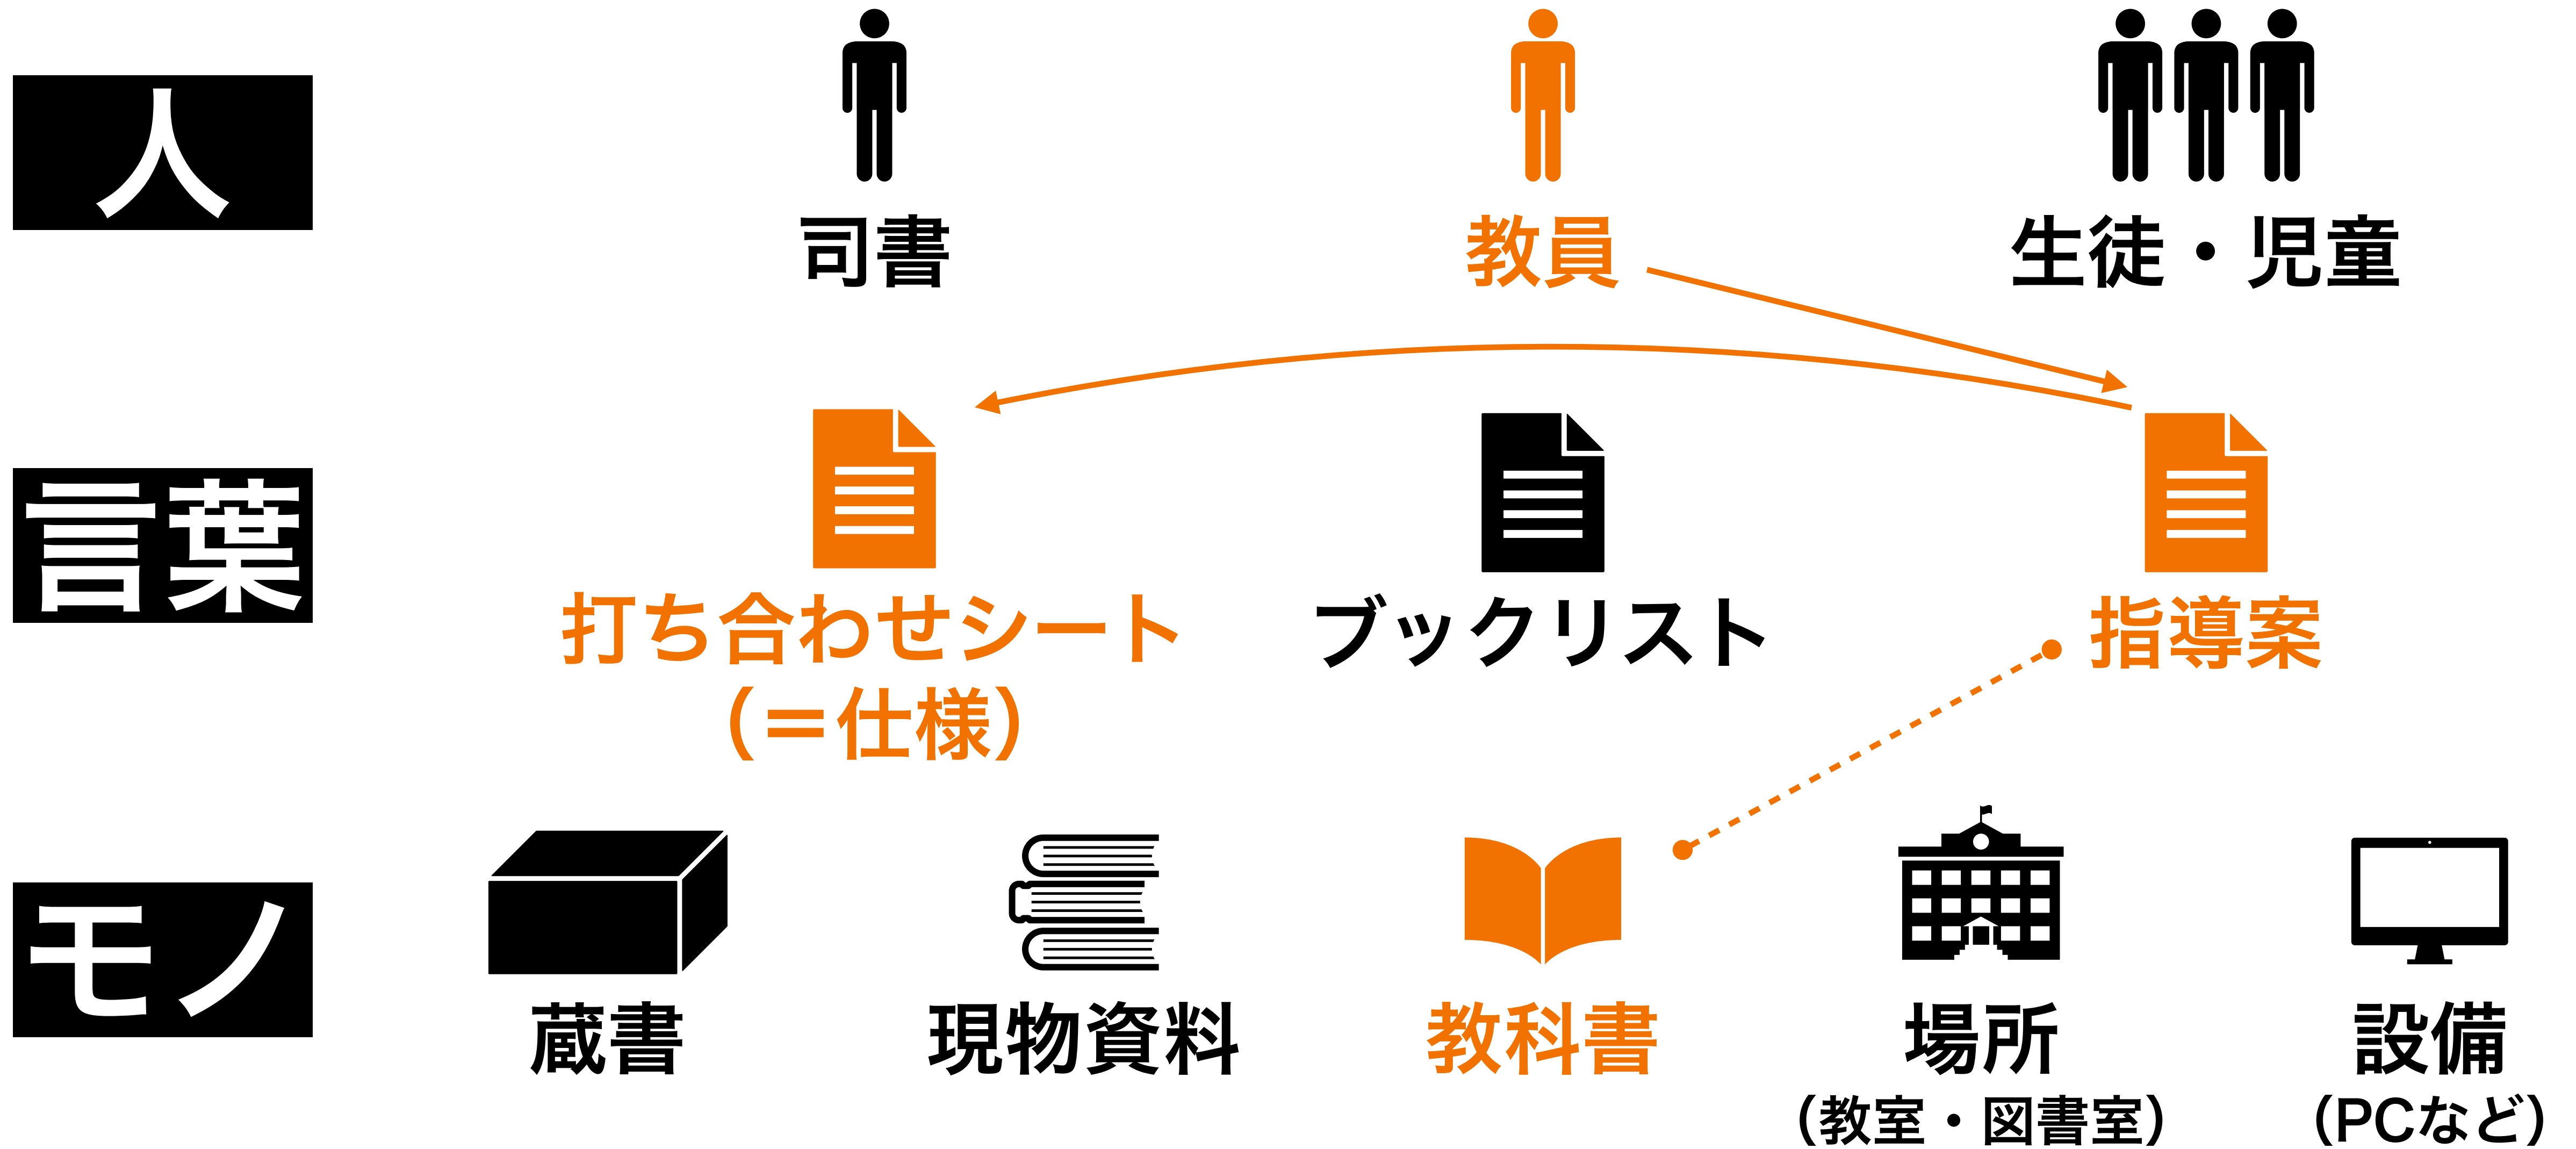 人
司書
教員
生徒・児童
言葉
打ち合わせシート
（＝仕様）
ブックリスト
指導案
モノ
蔵書
現物資料
教科書
場所
（教室・図書室）
設備
（PCなど）